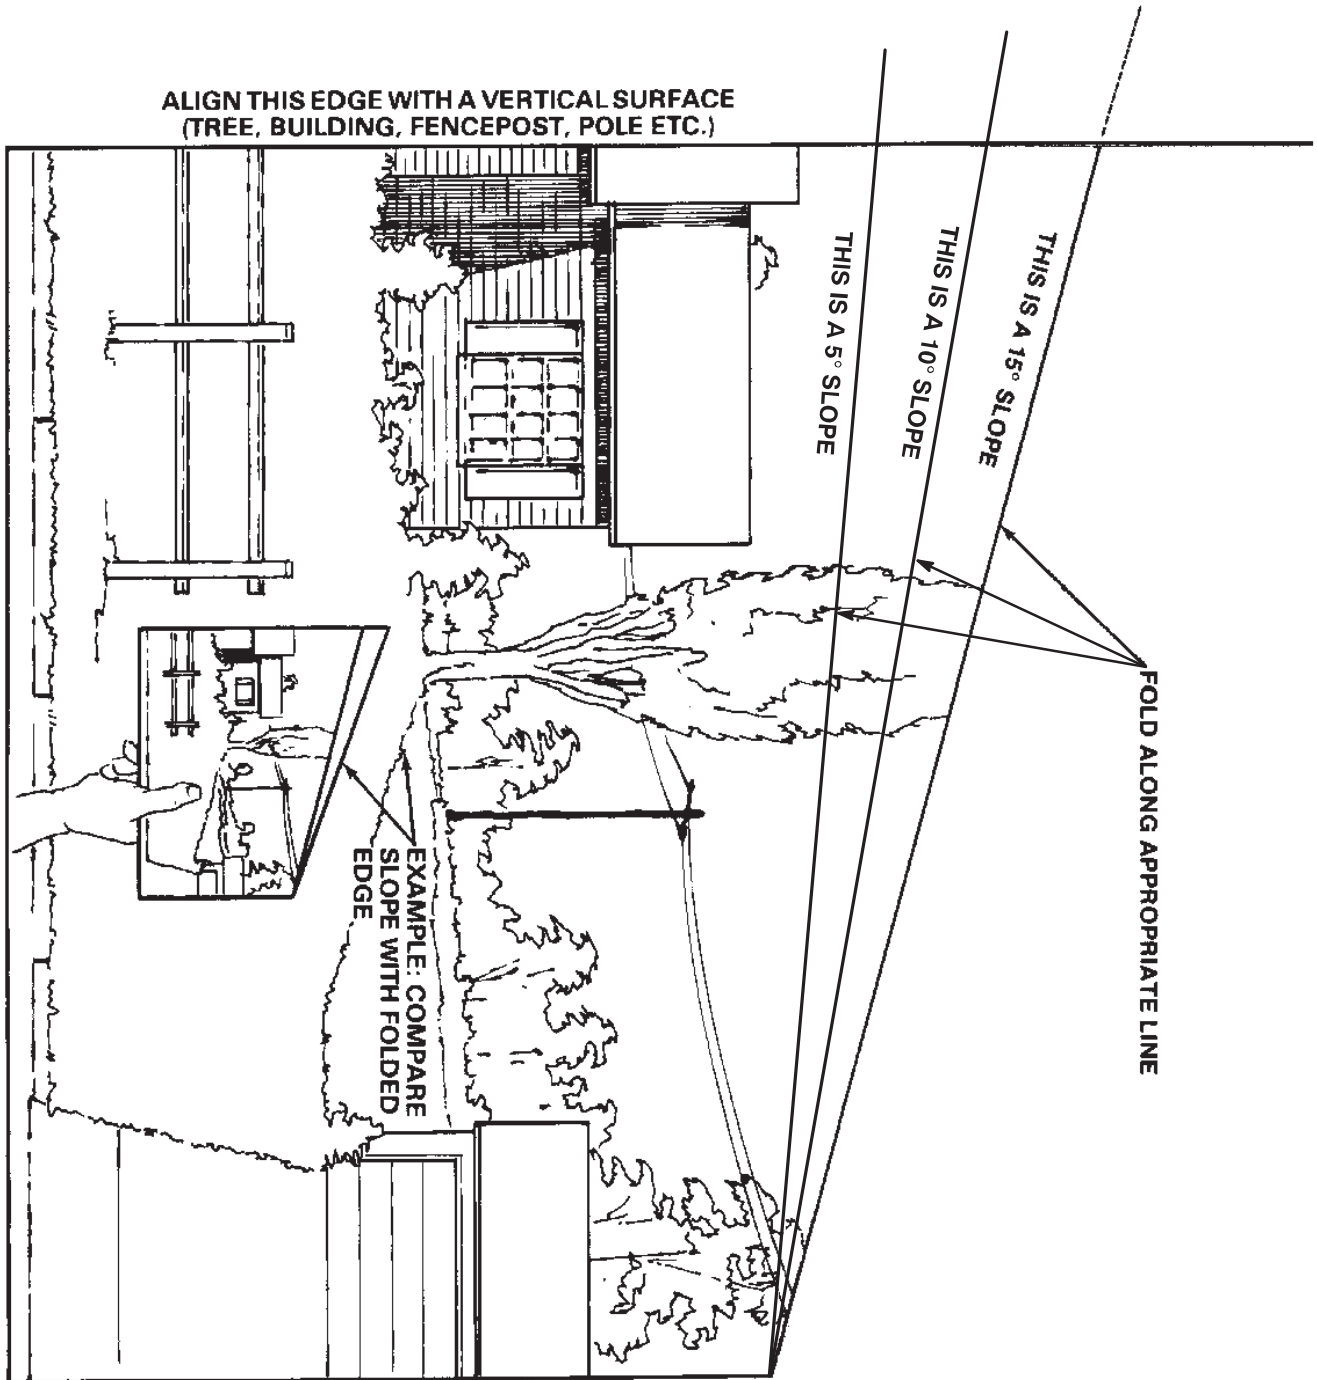 ALIGN THIS EDGE WITH A VERTICAL SURFACE
(TREE, BUILDING, FENCEPOST, POLE ETC.)
THIS IS A 15° SLOPE
THIS IS A 10° SLOPE
THIS IS A 5° SLOPE
FOLD ALONG APPROPRIATE LINE
EXAMPLE: COMPARE
SLOPE WITH FOLDED
EDGE